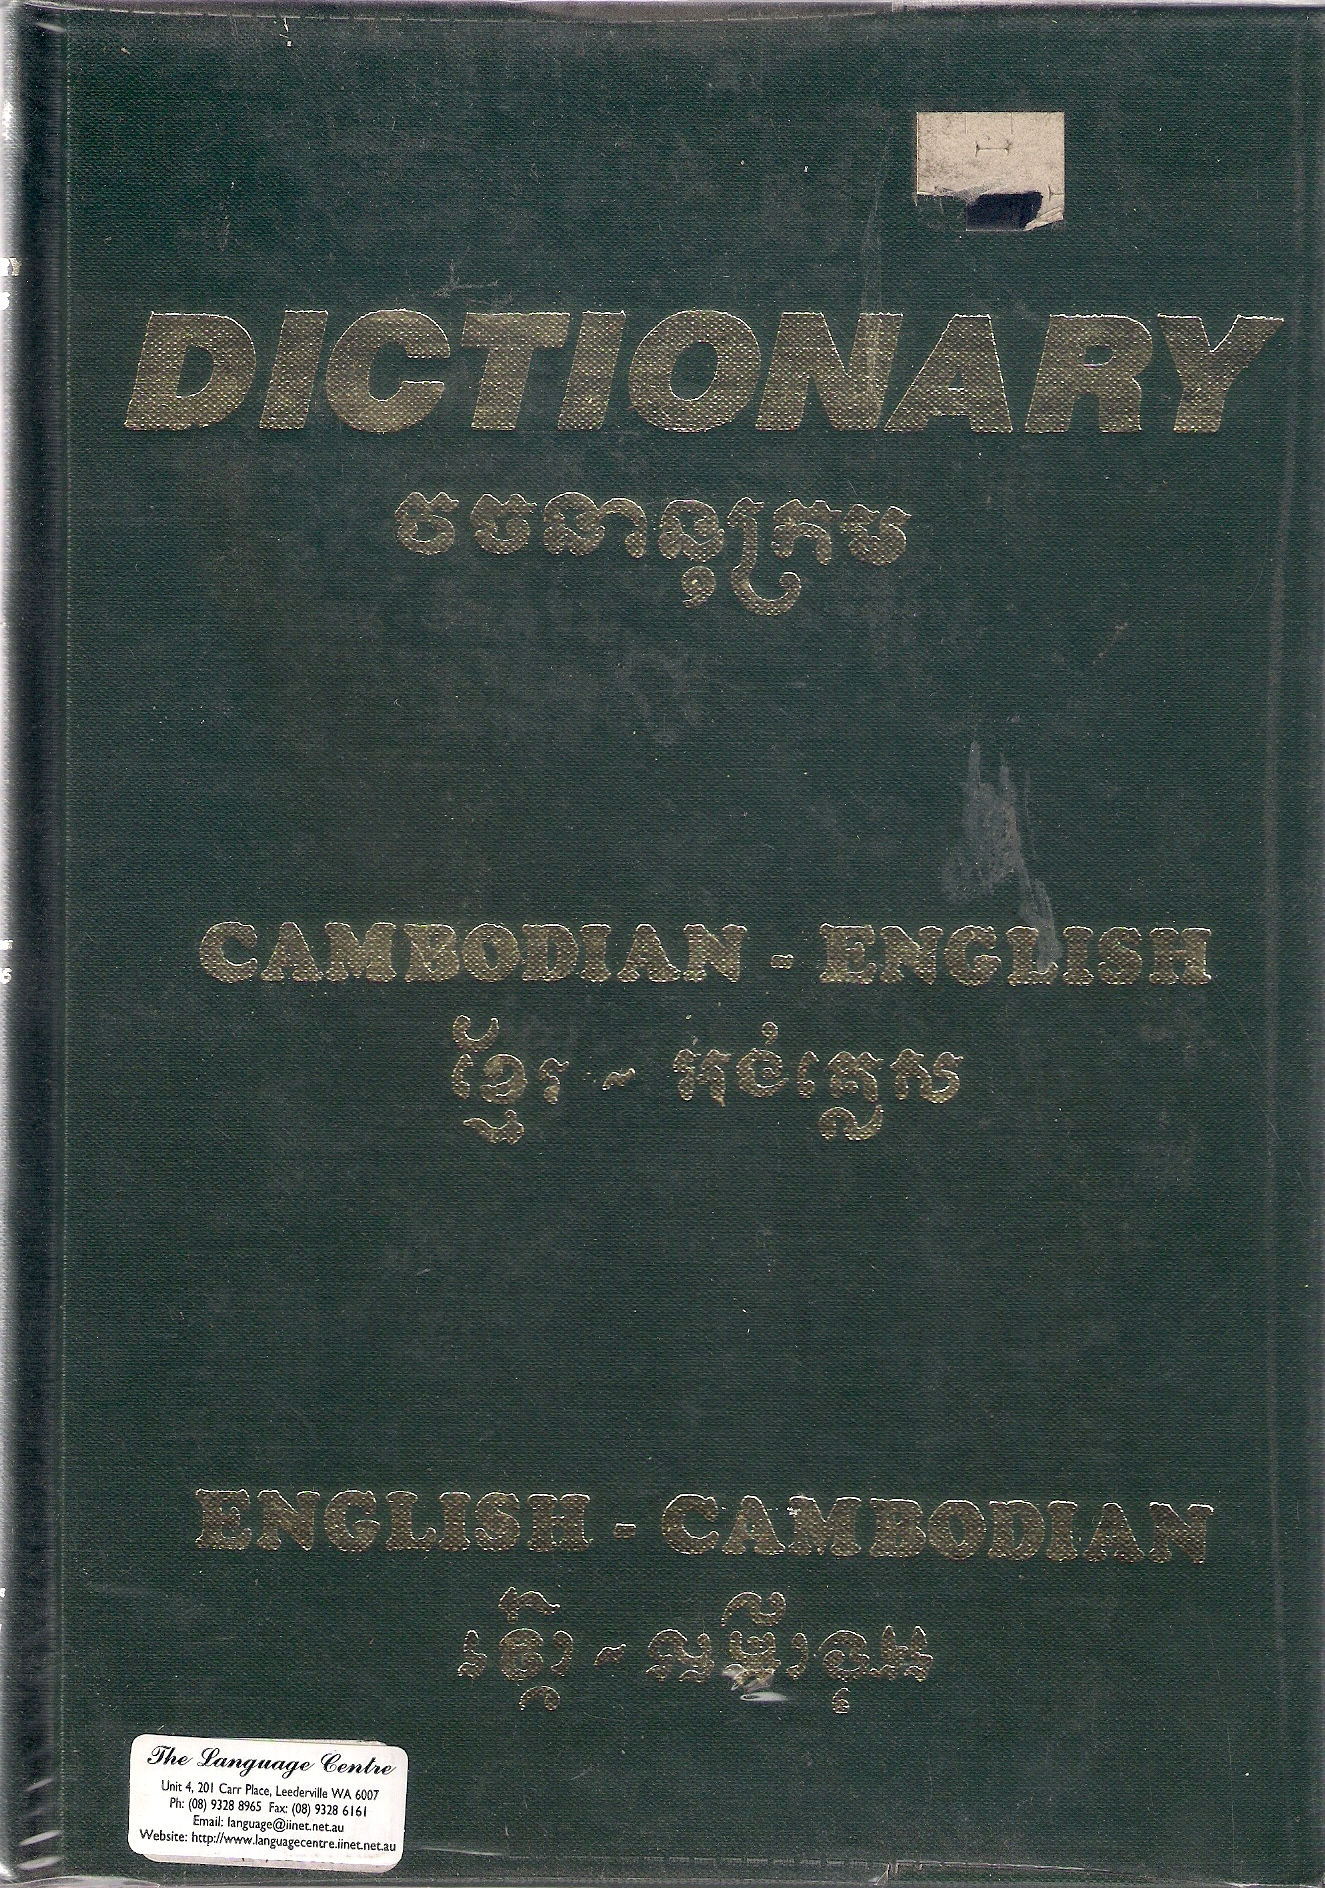 DICTIONARY
វចនានុក្រម
CAMBODIAN - ENGLISH
ខ្មែរ - អង់គ្លេស
ENGLISH - CAMBODIAN
អង់គ្លេស - ខ្មែរ
The Language Centre
Unit 4, 201 Carr Place, Leederville WA 6007
Ph: (08) 9328 8965 Fax: (08) 9328 6161
Email: language@iinet.net.au
Website: http://www.languagecentre.iinet.net.au